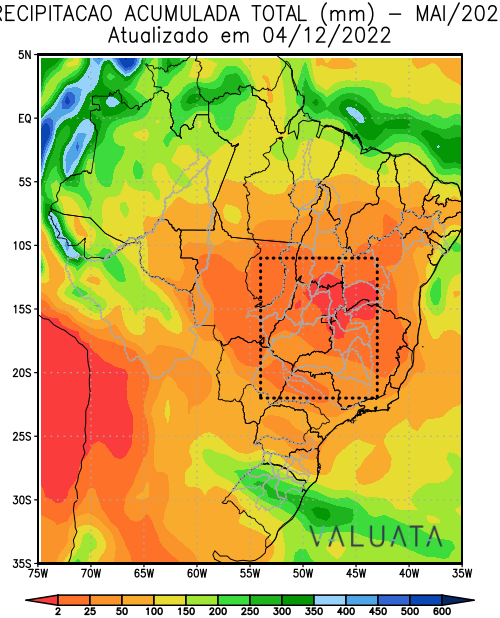 RECIPITACAO ACUMULADA TOTAL (mm) – MAI/202
Atualizado em 04/12/2022
5N
EQ
5S
10S
15S
20S
25S
30S
35S
VALUATA
75W 70W 65W 60W 55W 50W 45W 40W 35W
2 25 50 100 150 200 250 300 350 400 450 500 600